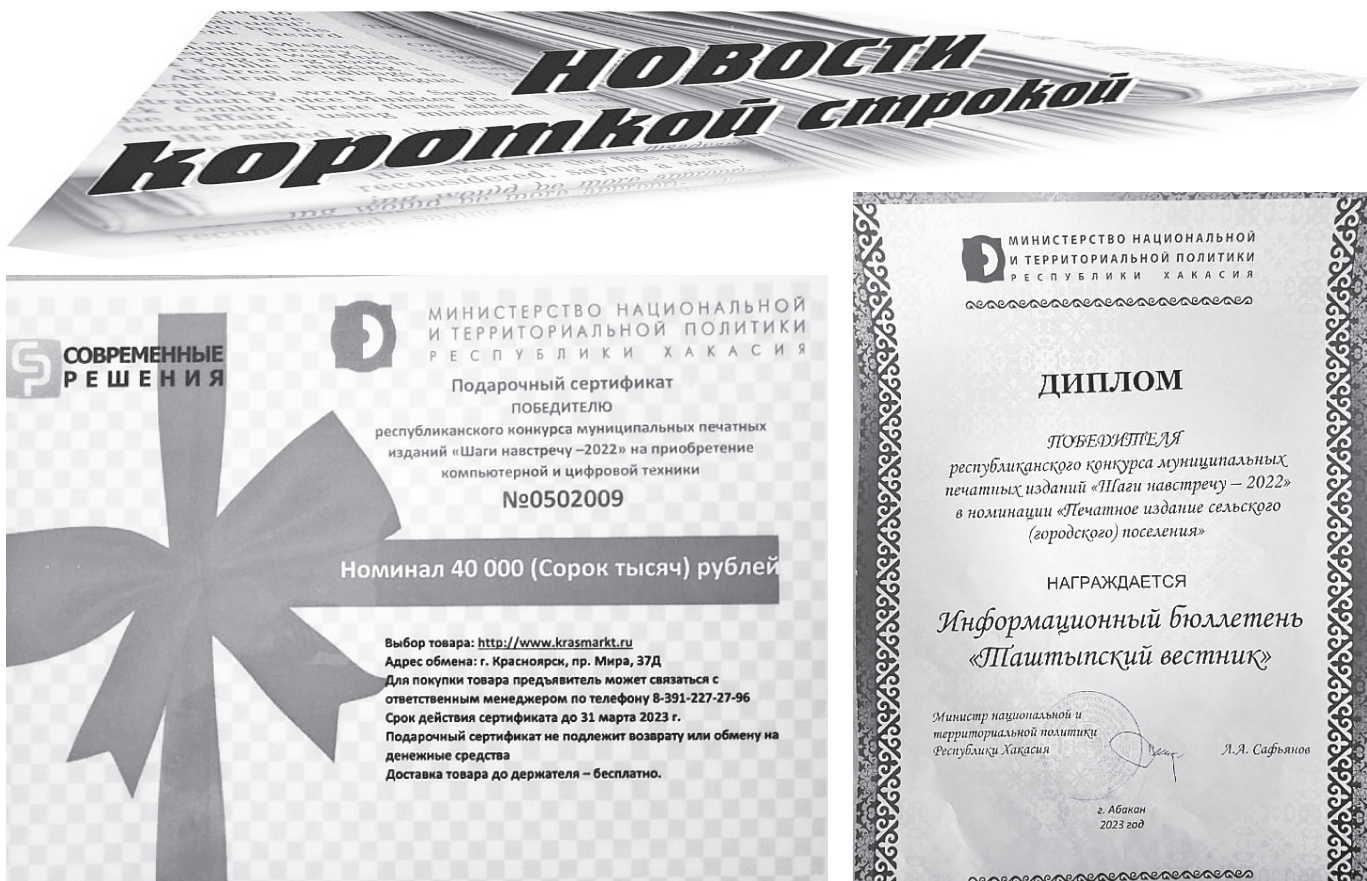 НОВОСТИ
короткой строкой
СОВРЕМЕННЫЕ
РЕШЕНИЯ
МИНИСТЕРСТВО НАЦИОНАЛЬНОЙ
И ТЕРРИТОРИАЛЬНОЙ ПОЛИТИКИ
РЕСПУБЛИКИ ХАКАСИЯ
Подарочный сертификат
ПОБЕДИТЕЛЮ
республиканского конкурса муниципальных печатных
изданий «Шаги навстречу –2022» на приобретение
компьютерной и цифровой техники
№0502009
Номинал 40 000 (Сорок тысяч) рублей
Выбор товара: http://www.krasmarkt.ru
Адрес обмена: г. Красноярск, пр. Мира, 37Д
Для покупки товара предъявитель может связаться с
ответственным менеджером по телефону 8-391-227-27-96
Срок действия сертификата до 31 марта 2023 г.
Подарочный сертификат не подлежит возврату или обмену на
денежные средства
Доставка товара до держателя – бесплатно.
МИНИСТЕРСТВО НАЦИОНАЛЬНОЙ
И ТЕРРИТОРИАЛЬНОЙ ПОЛИТИКИ
РЕСПУБЛИКИ ХАКАСИЯ
ДИПЛОМ
ПОБЕДИТЕЛЯ
республиканского конкурса муниципальных
печатных изданий «Шаги навстречу – 2022»
в номинации «Печатное издание сельского
(городского) поселения»
НАГРАЖДАЕТСЯ
Информационный бюллетень
«Таштыпский вестник»
Министр национальной и
территориальной политики
Республики Хакасия
Л.А. Сафьянов
г. Абакан
2023 год